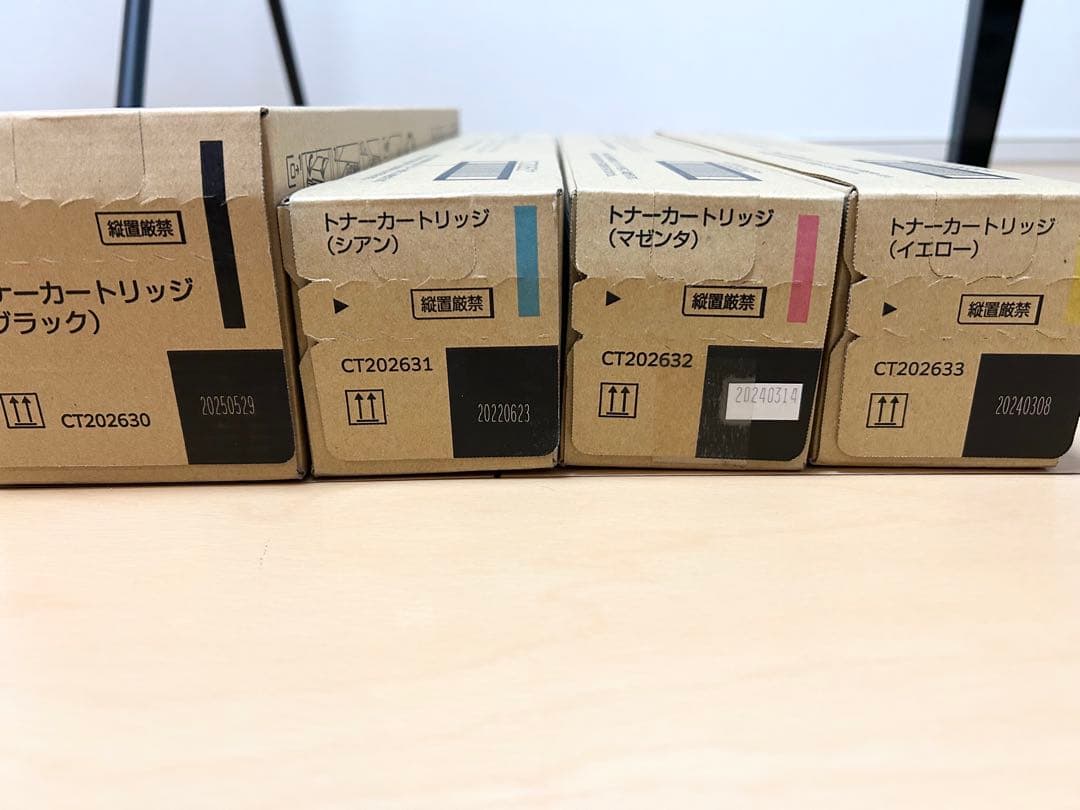 縦置厳禁
ナーカートリッジ
ブラック）
20250529
CT202630
トナーカートリッジ
（シアン）
縦置厳禁
CT202631
20220623
トナーカートリッジ
（マゼンタ）
縦置厳禁
CT202632
20240314
トナーカートリッジ
（イエロー）
縦置厳禁
CT202633
20240308